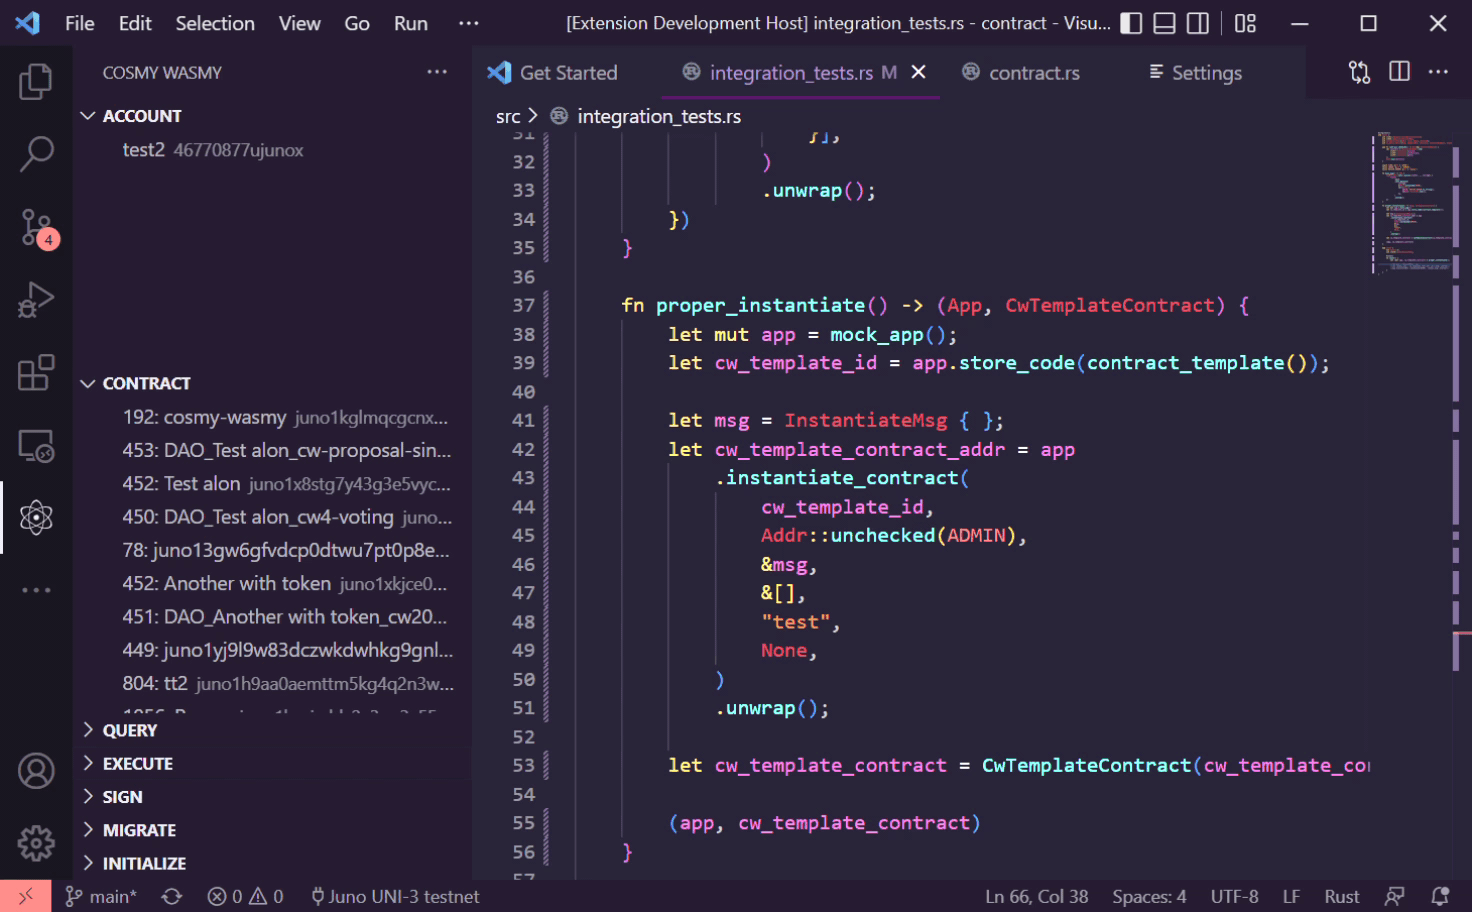 File Edit Selection View Go Run ··· [Extension Development Host] integration_tests.rs - contract - Visu...
COSMY WASMY ···
ACCOUNT
test2 46770877ujunox
CONTRACT
192: cosmy-wasmy juno1kglmqcgcnx...
453: DAO_Test alon_cw-proposal-sin...
452: Test alon juno1x8stg7y43g3e5vyc...
450: DAO_Test alon_cw4-voting juno...
78: juno13gw6gfvdcp0dtwu7pt0p8e...
452: Another with token juno1xkjce0...
451: DAO_Another with token_cw20...
449: juno1yj9l9w83dczwkdwhkg9gnl...
804: tt2 juno1h9aa0aemttm5kg4q2n3w...
QUERY
EXECUTE
SIGN
MIGRATE
INITIALIZE
4
Get Started integration_tests.rs M contract.rs Settings ···
src > integration_tests.rs
31 }],
32 )
33 .unwrap();
34 })
35 }
36
37 fn proper_instantiate() -> (App, CwTemplateContract) {
38 let mut app = mock_app();
39 let cw_template_id = app.store_code(contract_template());
40
41 let msg = InstantiateMsg { };
42 let cw_template_contract_addr = app
43 .instantiate_contract(
44 cw_template_id,
45 Addr::unchecked(ADMIN),
46 &msg,
47 &[],
48 "test",
49 None,
50 )
51 .unwrap();
52
53 let cw_template_contract = CwTemplateContract(cw_template_co
54
55 (app, cw_template_contract)
56 }
57
main* 0 0 Juno UNI-3 testnet Ln 66, Col 38 Spaces: 4 UTF-8 LF Rust